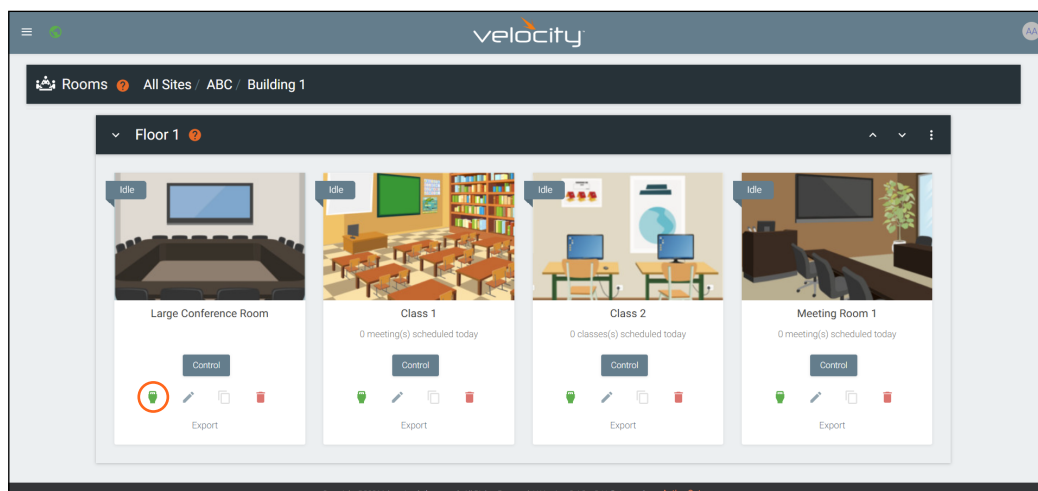 velocity
AA
Rooms ? All Sites / ABC / Building 1
Floor 1 ?
Idle
Idle
Idle
Idle
Large Conference Room
Class 1
Class 2
Meeting Room 1
0 meeting(s) scheduled today
0 classes(s) scheduled today
0 meeting(s) scheduled today
Control
Control
Control
Control
Export
Export
Export
Export